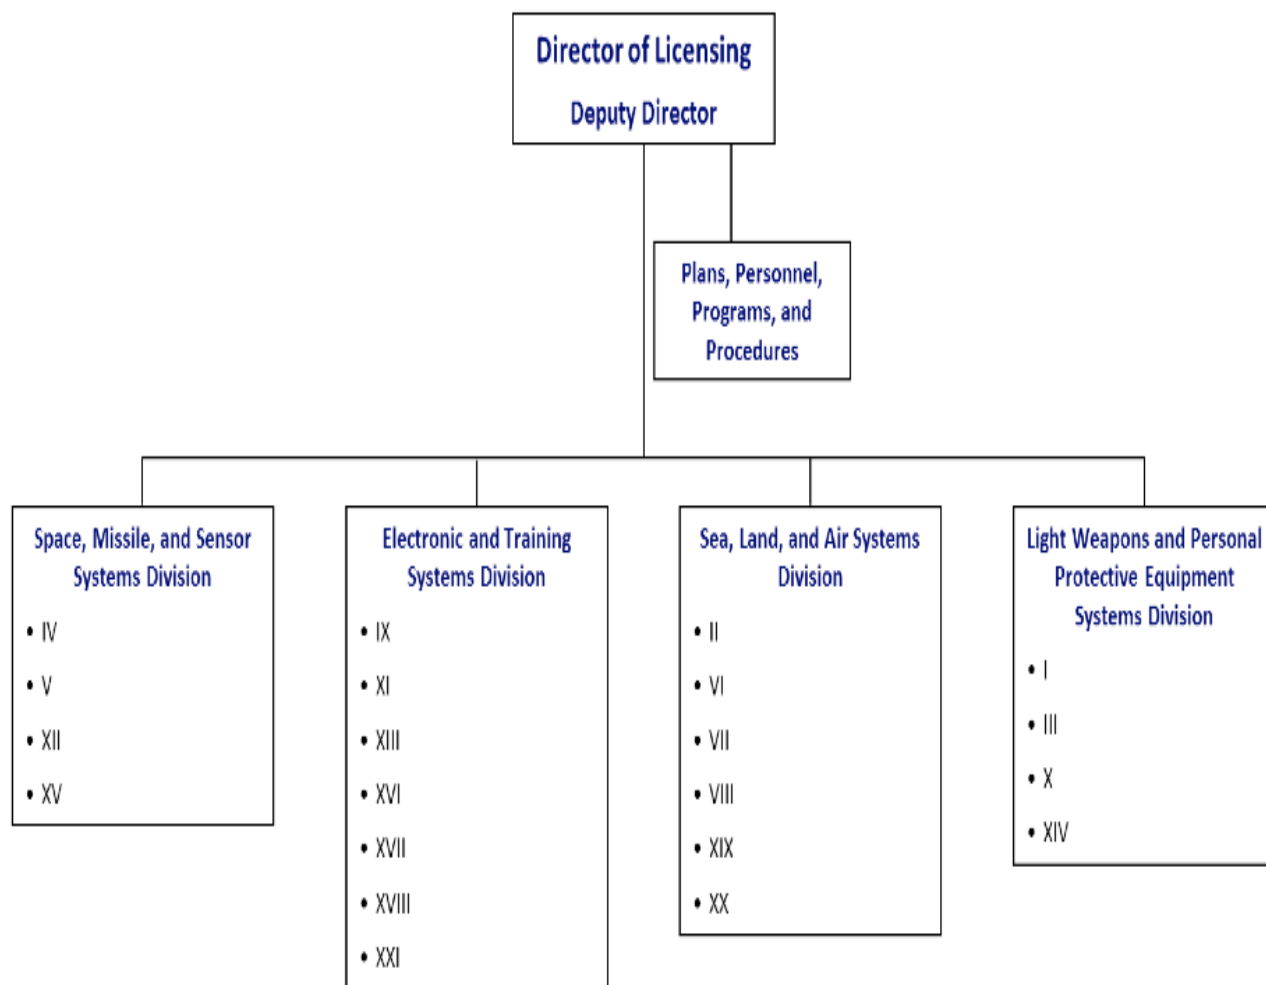 Director of Licensing
Deputy Director
Plans, Personnel,
Programs, and
Procedures
Space, Missile, and Sensor
Systems Division
• IV
• V
• XII
• XV
Electronic and Training
Systems Division
• IX
• XI
• XIII
• XVI
• XVII
• XVIII
• XXI
Sea, Land, and Air Systems
Division
• II
• VI
• VII
• VIII
• XIX
• XX
Light Weapons and Personal
Protective Equipment
Systems Division
• I
• III
• X
• XIV